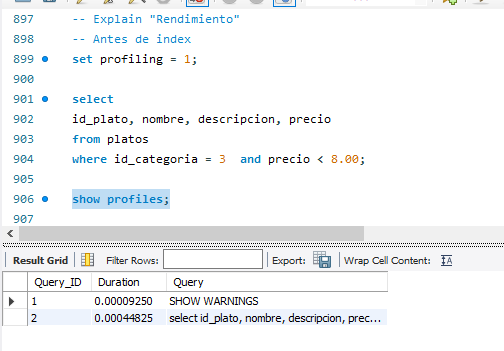 897 -- Explain "Rendimiento"
898 -- Antes de index
899 set profiling = 1;
900
901 select
902 id_plato, nombre, descripcion, precio
903 from platos
904 where id_categoria = 3  and precio < 8.00;
905
906 show profiles;
907
Result Grid Filter Rows: Export: Wrap Cell Content: IA
Query_ID Duration Query
1 0.00009250 SHOW WARNINGS
2 0.00044825 select id_plato, nombre, descripcion, prec...